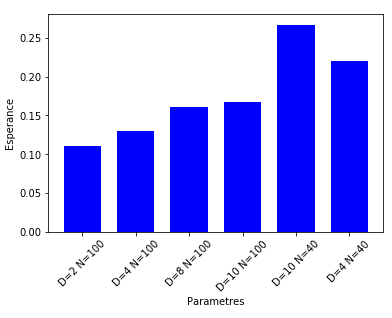 0.25
0.20
0.15
0.10
0.05
0.00
Esperance
D=2 N=100
D=4 N=100
D=8 N=100
D=10 N=100
D=10 N=40
D=4 N=40
Parametres